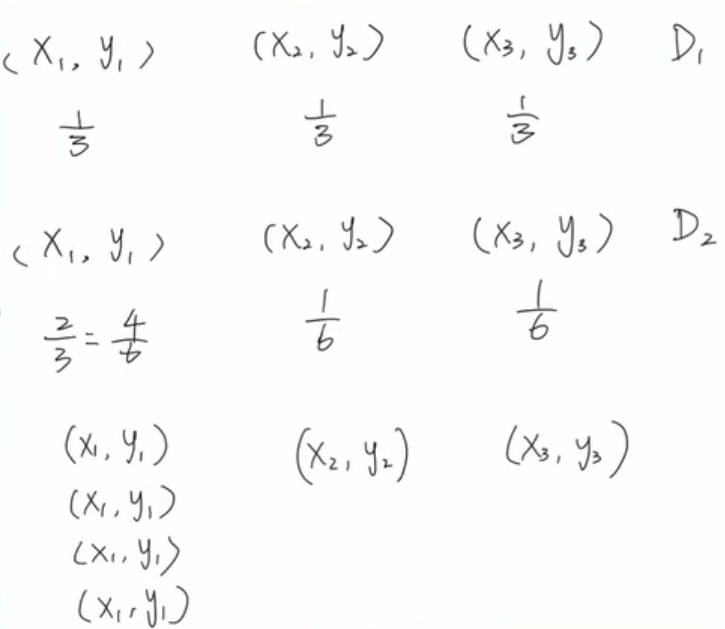 (x₁, y₁) (x₂, y₂) (x₃, y₃) D₁
1/3 1/3 1/3
(x₁, y₁) (x₂, y₂) (x₃, y₃) D₂
2/3 = 4/6 1/6 1/6
(x₁, y₁) (x₂, y₂) (x₃, y₃)
(x₁, y₁)
(x₁, y₁)
(x₁, y₁)